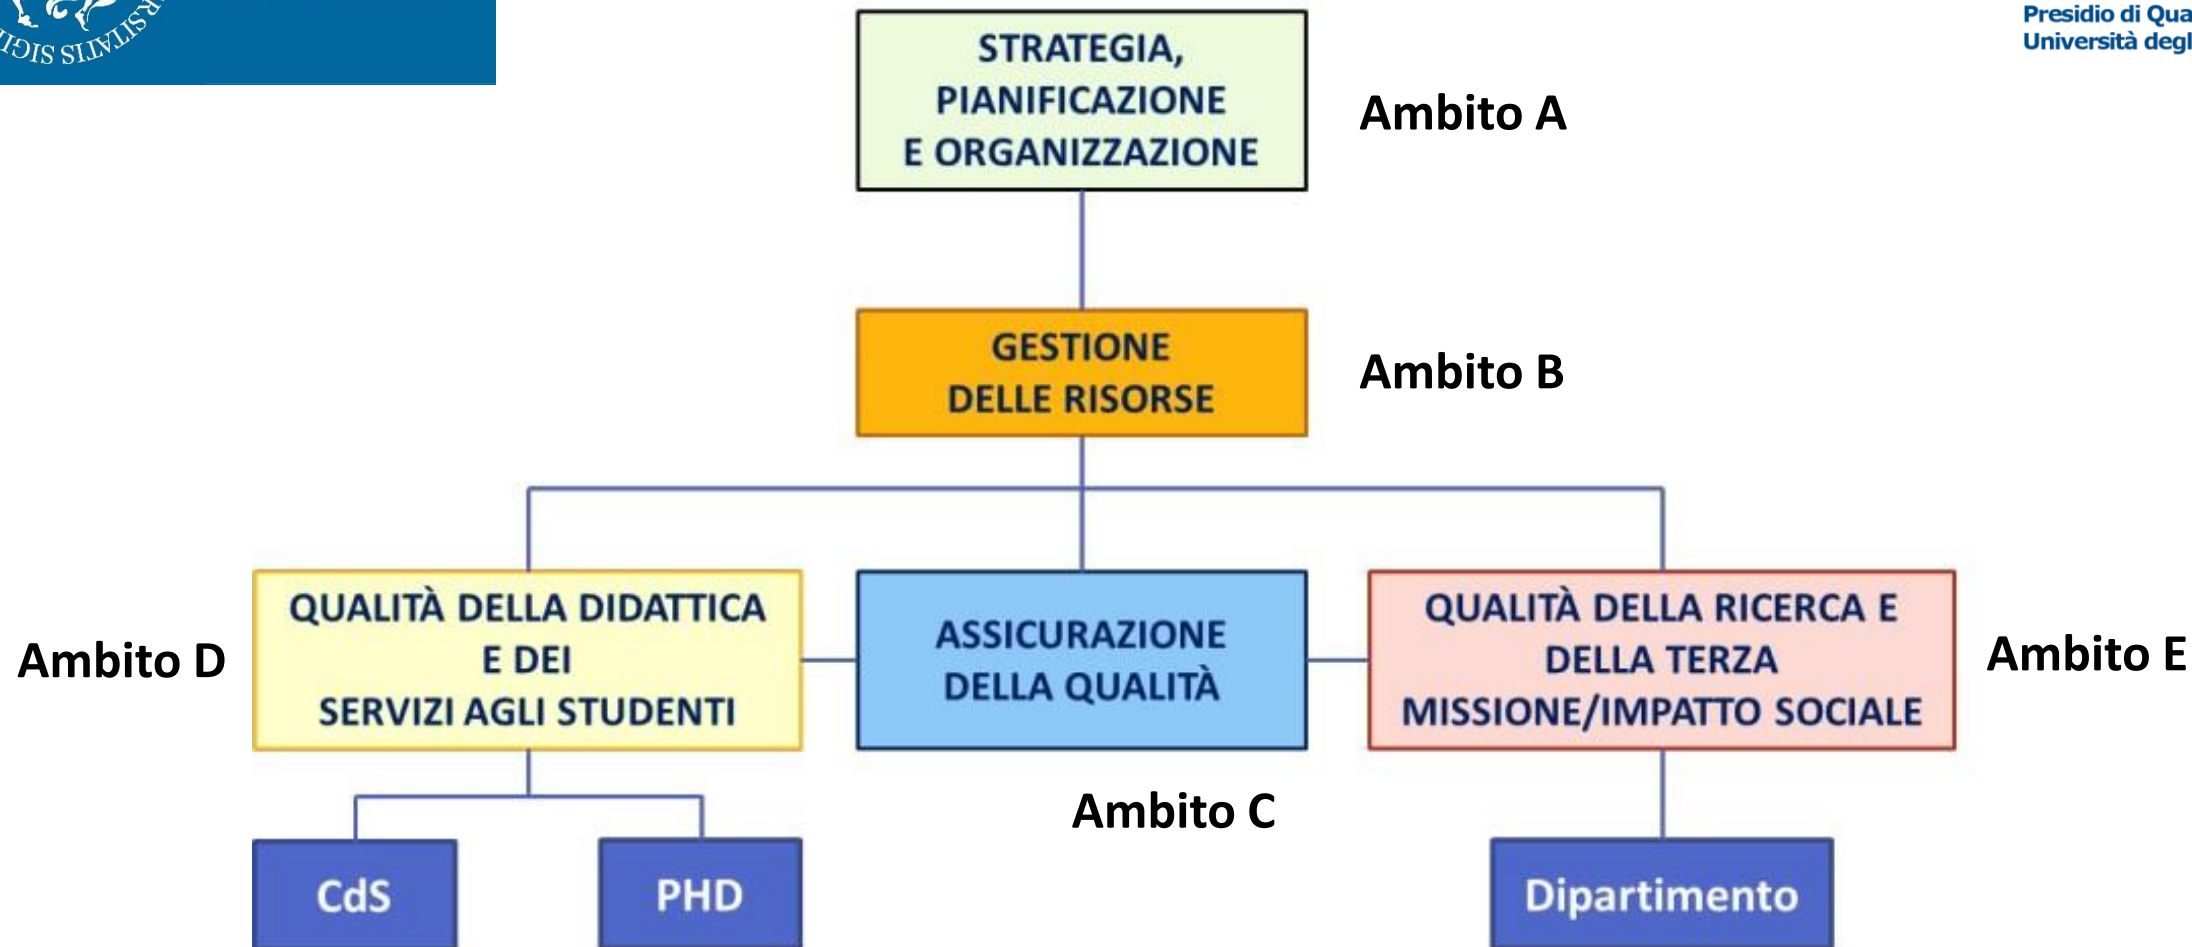 SIGILLVM
Presidio di Qua
Università degl
STRATEGIA,
PIANIFICAZIONE
E ORGANIZZAZIONE
Ambito A
GESTIONE
DELLE RISORSE
Ambito B
Ambito D
QUALITÀ DELLA DIDATTICA
E DEI
SERVIZI AGLI STUDENTI
ASSICURAZIONE
DELLA QUALITÀ
QUALITÀ DELLA RICERCA E
DELLA TERZA
MISSIONE/IMPATTO SOCIALE
Ambito E
Ambito C
CdS
PHD
Dipartimento